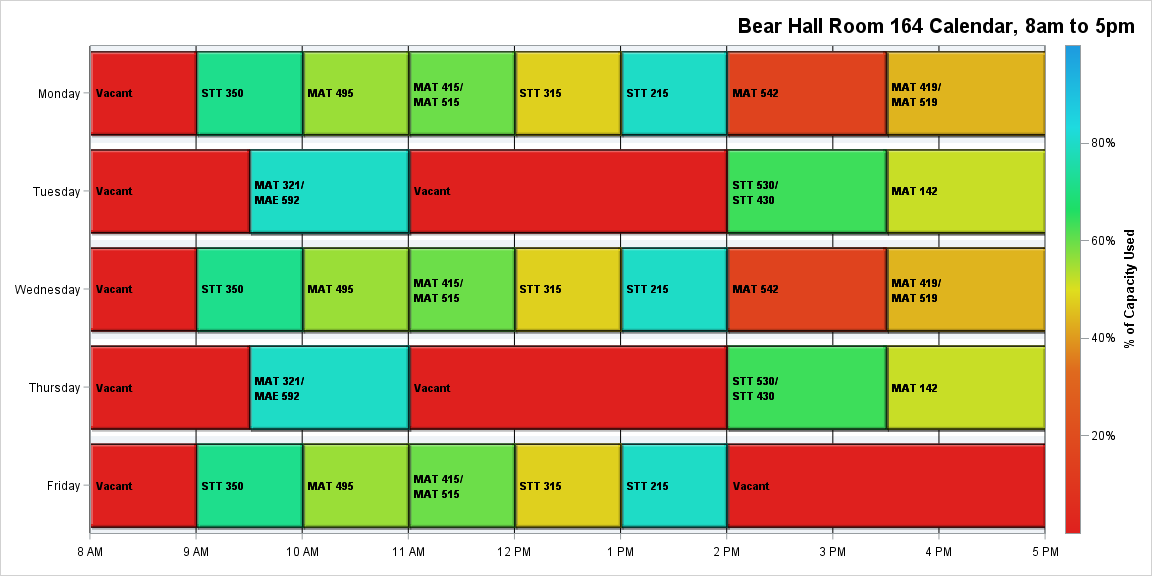 Bear Hall Room 164 Calendar, 8am to 5pm
Monday
Vacant
STT 350
MAT 495
MAT 415/
MAT 515
STT 315
STT 215
MAT 542
MAT 419/
MAT 519
Tuesday
Vacant
MAT 321/
MAE 592
Vacant
STT 530/
STT 430
MAT 142
Wednesday
Vacant
STT 350
MAT 495
MAT 415/
MAT 515
STT 315
STT 215
MAT 542
MAT 419/
MAT 519
Thursday
Vacant
MAT 321/
MAE 592
Vacant
STT 530/
STT 430
MAT 142
Friday
Vacant
STT 350
MAT 495
MAT 415/
MAT 515
STT 315
STT 215
Vacant
8 AM
9 AM
10 AM
11 AM
12 PM
1 PM
2 PM
3 PM
4 PM
5 PM
80%
60%
40%
20%
% of Capacity Used